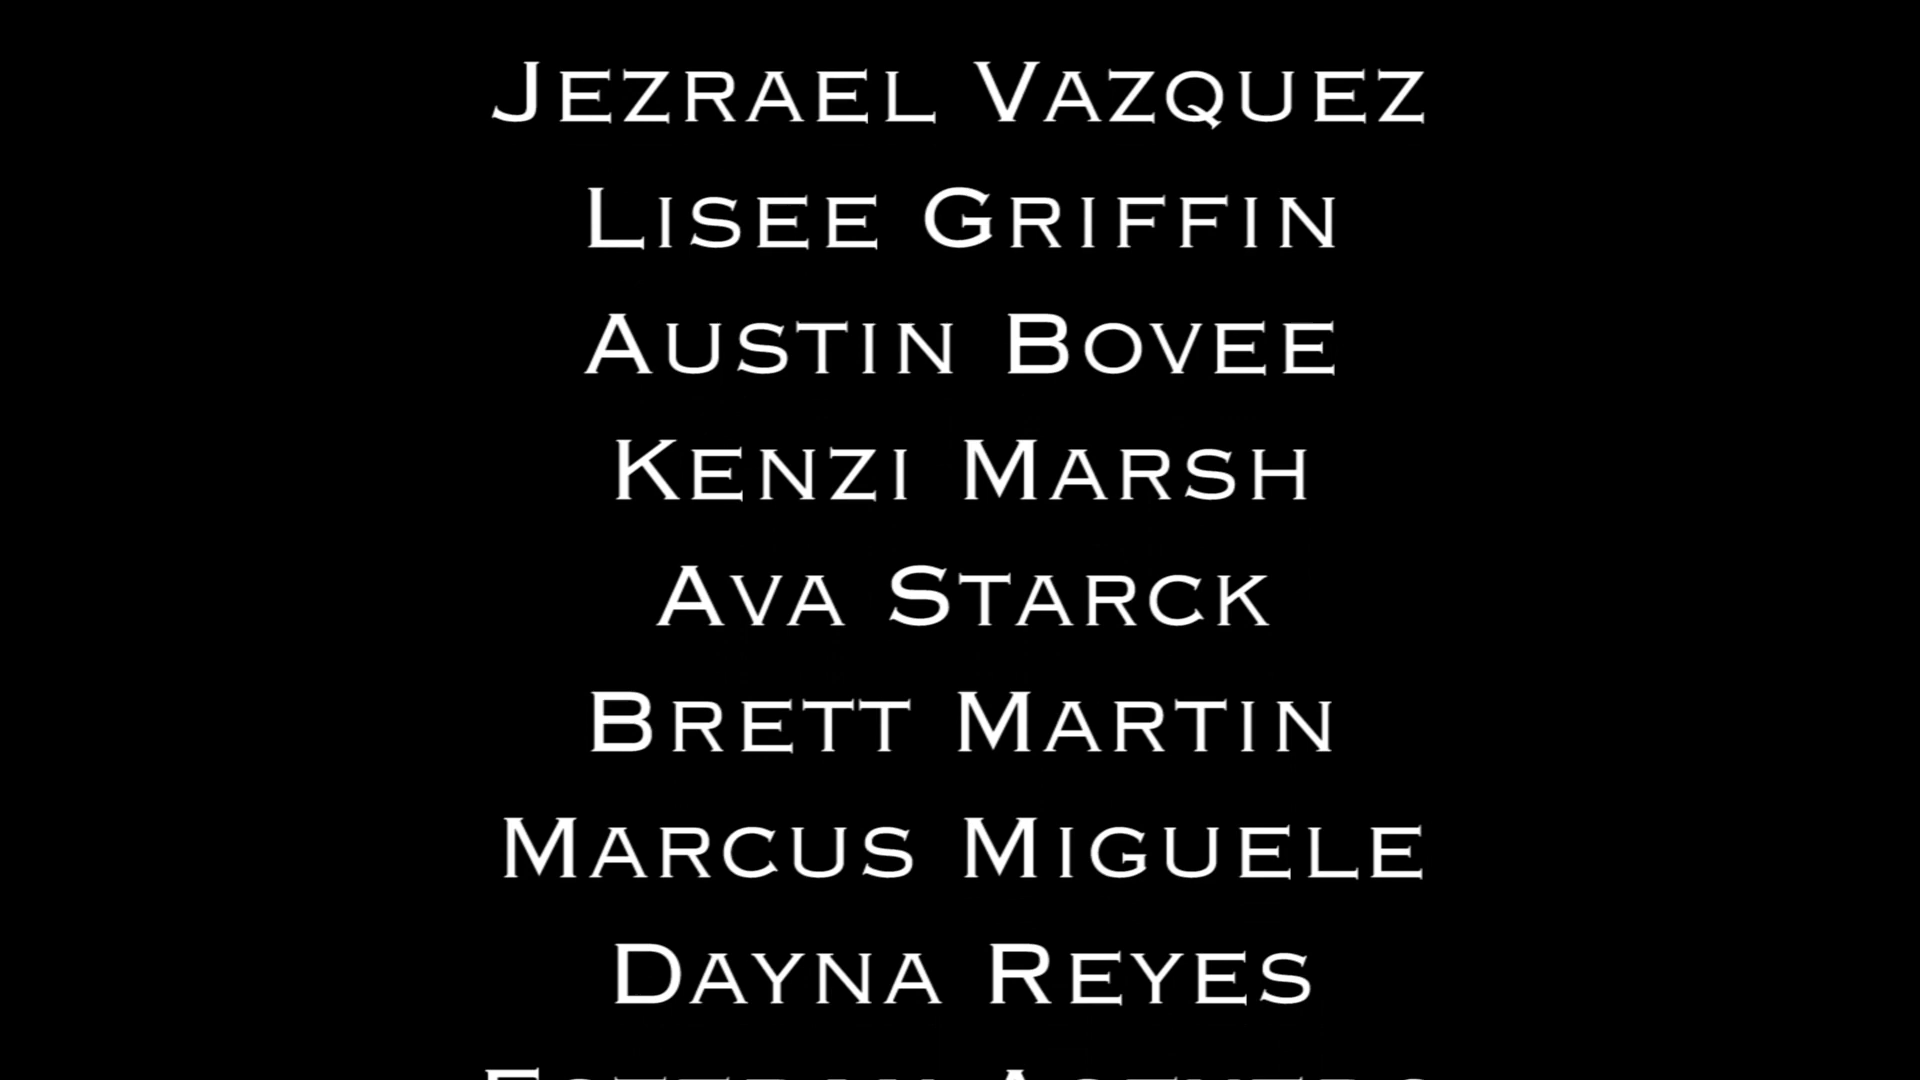 Jezrael Vazquez
Lisee Griffin
Austin Bovee
Kenzi Marsh
Ava Starck
Brett Martin
Marcus Miguele
Dayna Reyes